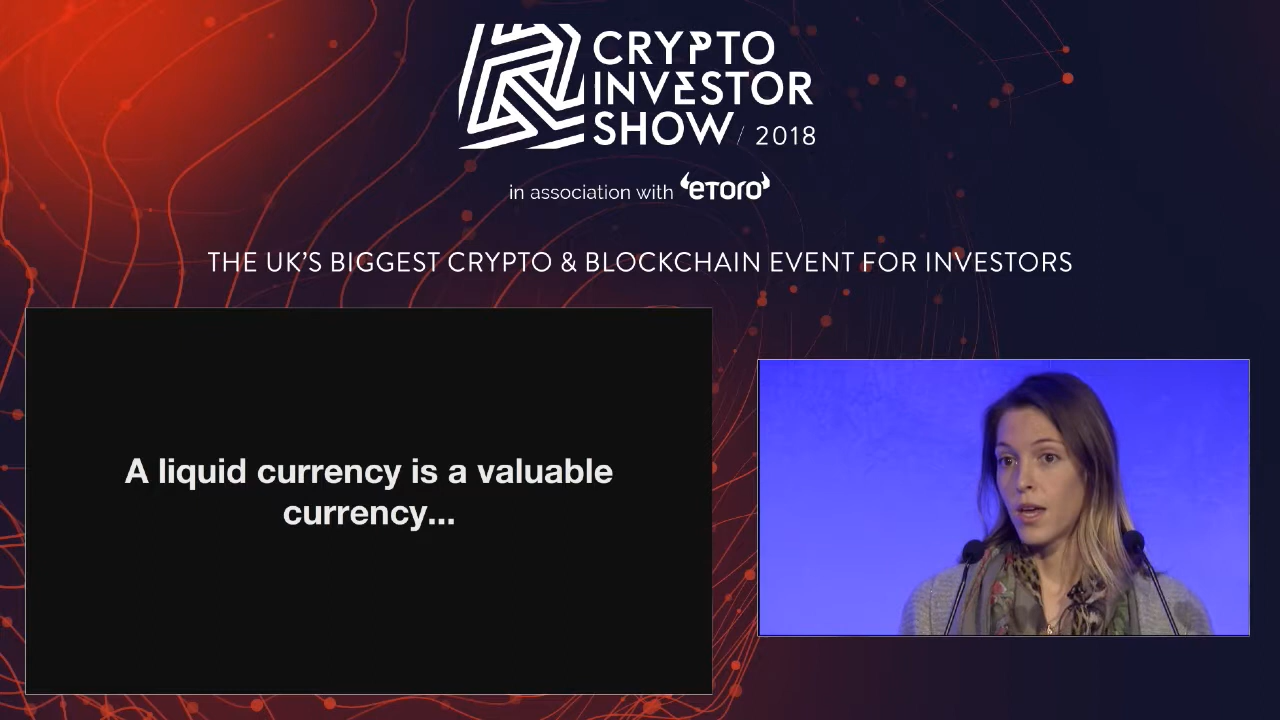 CRYPTO
INVESTOR
SHOW / 2018
in association with eToro
THE UK'S BIGGEST CRYPTO & BLOCKCHAIN EVENT FOR INVESTORS
A liquid currency is a valuable
currency...